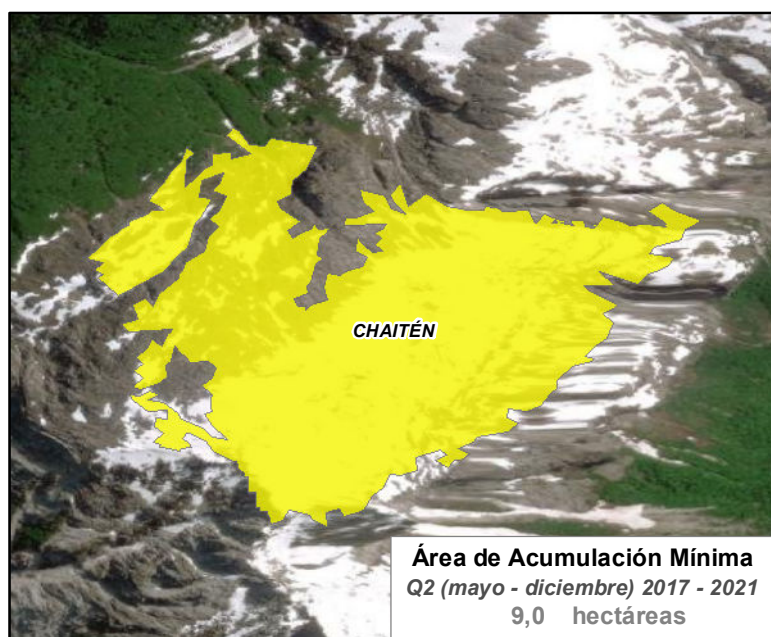 CHAITÉN
Área de Acumulación Mínima
Q2 (mayo - diciembre) 2017 - 2021
9,0 hectáreas